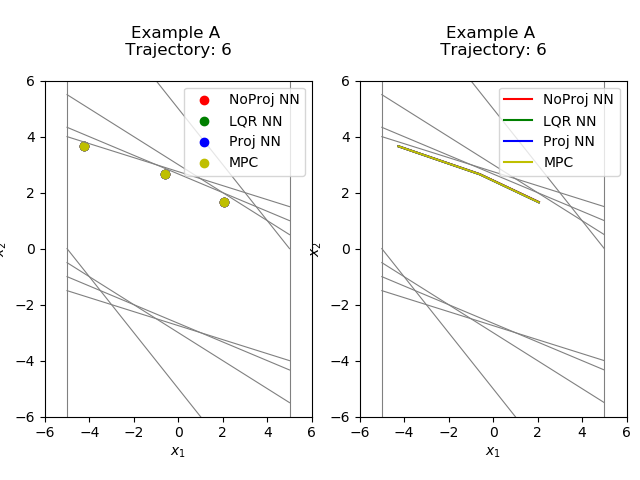 Example A
Trajectory: 6
NoProj NN
LQR NN
Proj NN
MPC
6
4
2
0
−2
−4
−6
x₂
−6
−4
−2
0
2
4
6
x₁
Example A
Trajectory: 6
NoProj NN
LQR NN
Proj NN
MPC
6
4
2
0
−2
−4
−6
x₂
−6
−4
−2
0
2
4
6
x₁